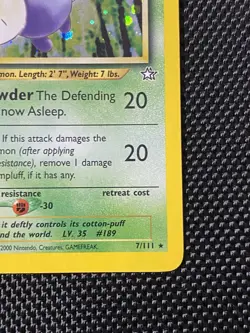 mon. Length: 2' 7", Weight: 7 lbs.
wder The Defending
now Asleep.
20
If this attack damages the
mon (after applying
esistance), remove 1 damage
mpluff, if it has any.
20
resistance
retreat cost
-30
it deftly controls its cotton-puff
nd the world. LV. 35 #189
2000 Nintendo, Creatures, GAMEFREAK.
7/111 ★